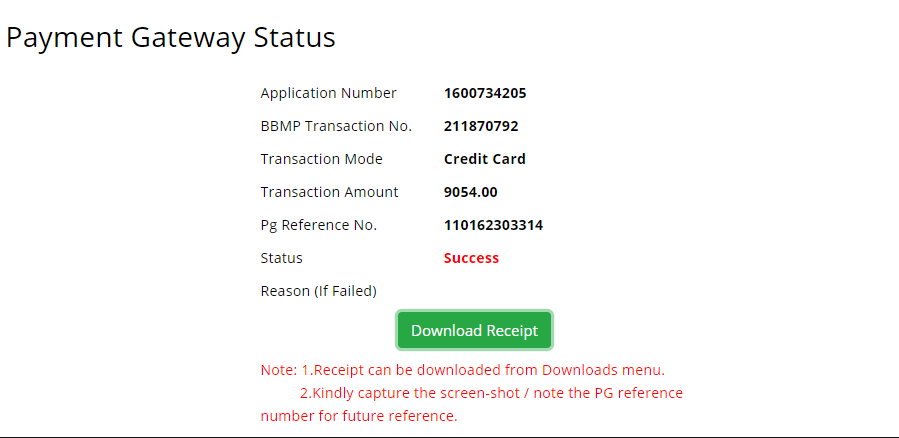 Payment Gateway Status
Application Number 1600734205
BBMP Transaction No. 211870792
Transaction Mode Credit Card
Transaction Amount 9054.00
Pg Reference No. 110162303314
Status Success
Reason (If Failed)
Download Receipt
Note: 1.Receipt can be downloaded from Downloads menu.
2.Kindly capture the screen-shot / note the PG reference
number for future reference.